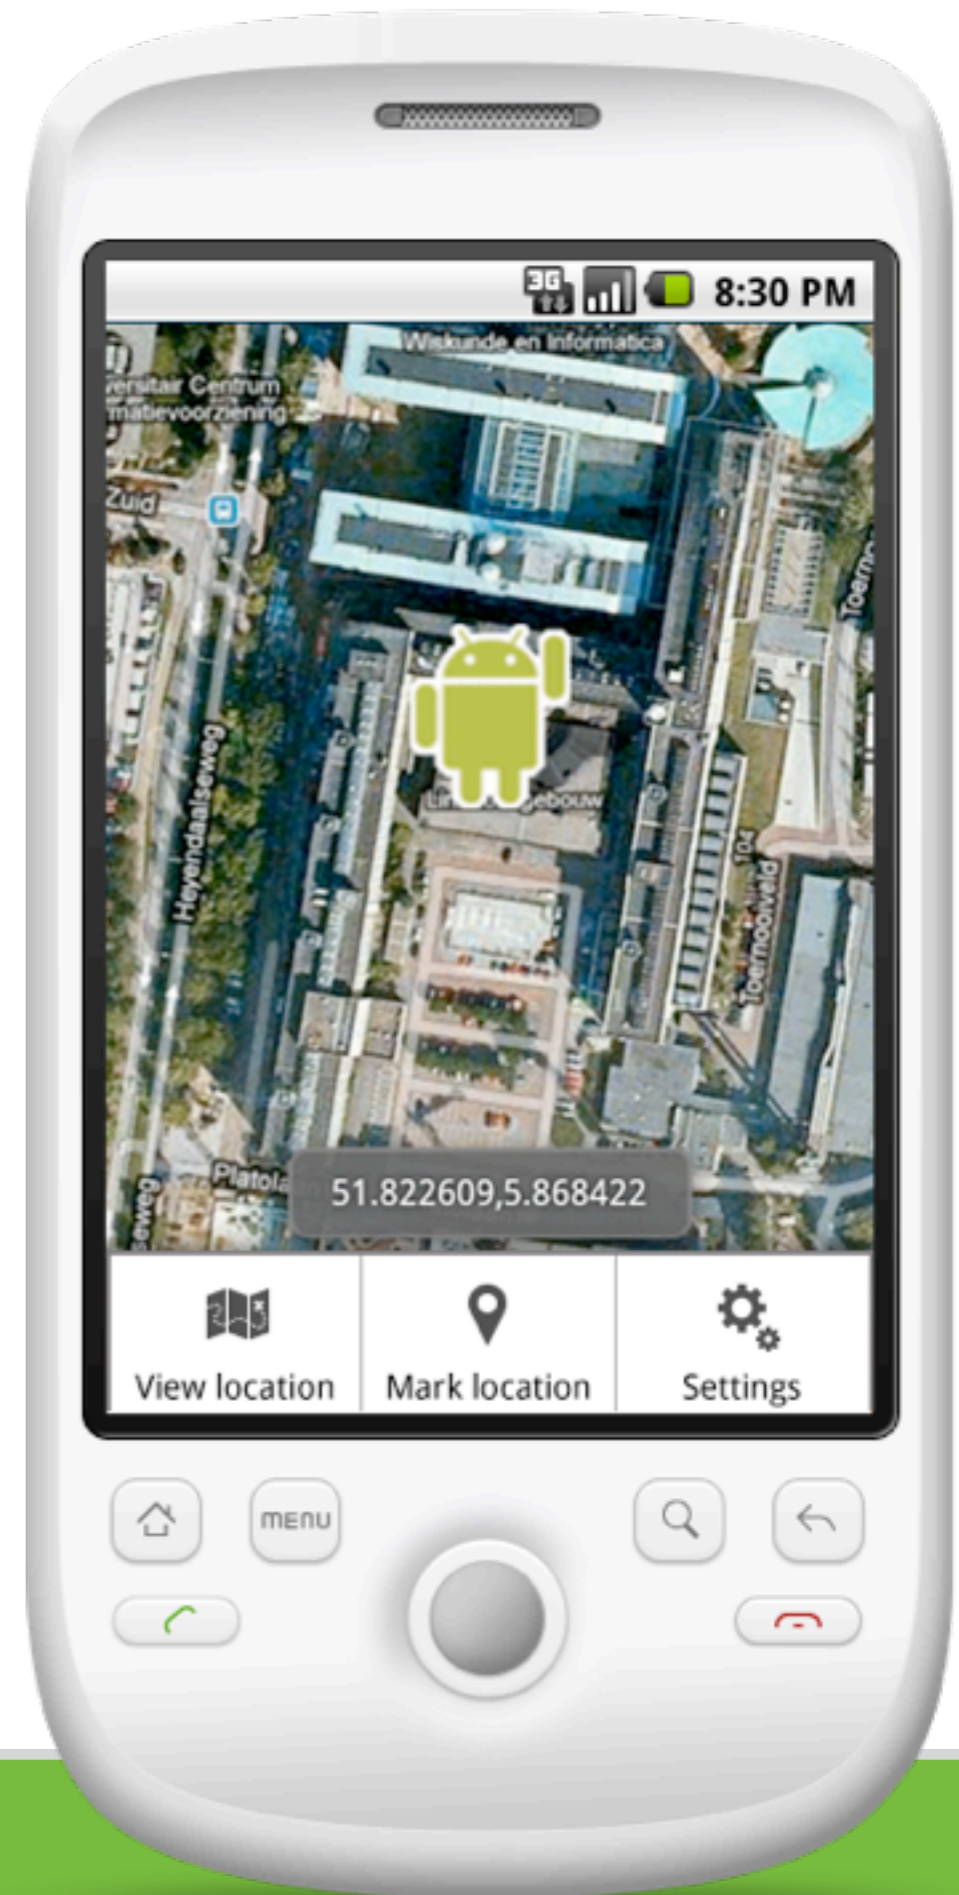 3G
8:30 PM
Wiskunde en Informatica
versitair Centrum
matievoorziening
Zuid
Toerno
Heyendaalseweg
gebouw
104
Toernooiveld
Platola
seweg
51.822609,5.868422
View location
Mark location
Settings
MENU